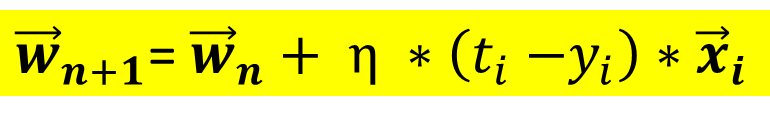 w⃗ₙ₊₁= w⃗ₙ + η * (tᵢ −yᵢ) * x⃗ᵢ